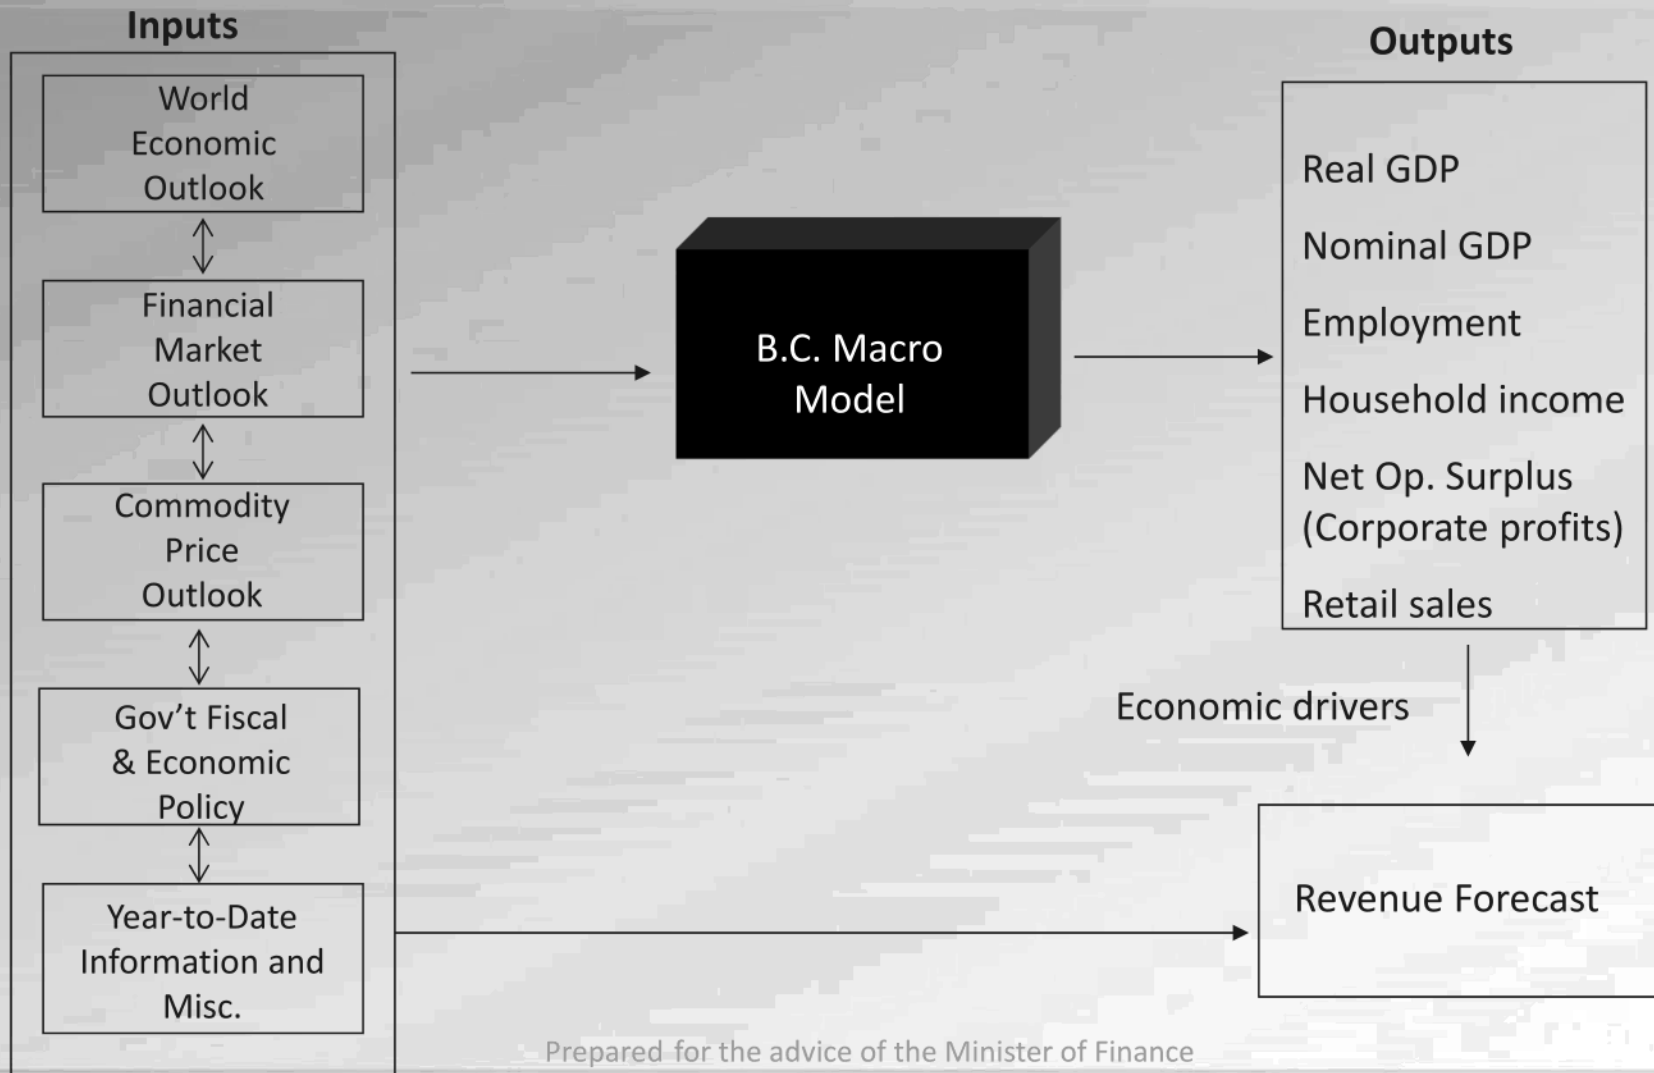 Inputs
World
Economic
Outlook
Financial
Market
Outlook
Commodity
Price
Outlook
Gov't Fiscal
& Economic
Policy
Year-to-Date
Information and
Misc.
B.C. Macro
Model
Outputs
Real GDP
Nominal GDP
Employment
Household income
Net Op. Surplus
(Corporate profits)
Retail sales
Economic drivers
Revenue Forecast
Prepared for the advice of the Minister of Finance